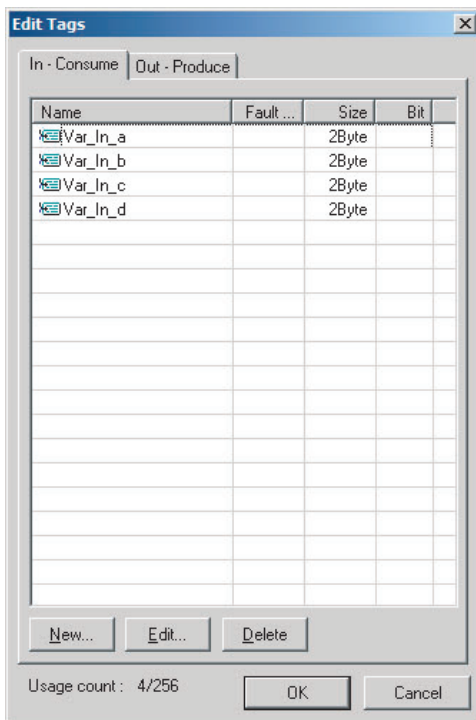 Edit Tags
In - Consume Out - Produce
Name Fault ... Size Bit
Var_In_a 2Byte
Var_In_b 2Byte
Var_In_c 2Byte
Var_In_d 2Byte
New... Edit... Delete
Usage count : 4/256 OK Cancel